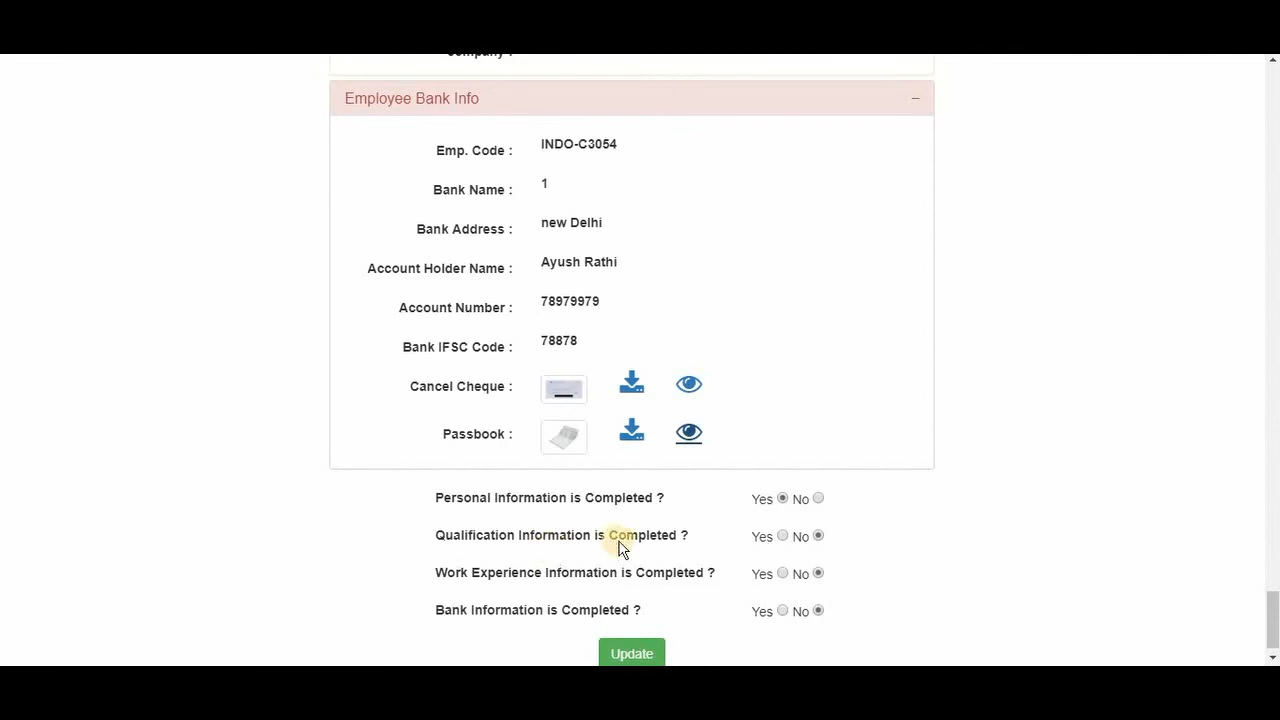 company :
Employee Bank Info
Emp. Code : INDO-C3054
Bank Name : 1
Bank Address : new Delhi
Account Holder Name : Ayush Rathi
Account Number : 78979979
Bank IFSC Code : 78878
Cancel Cheque :
Passbook :
Personal Information is Completed ? Yes No
Qualification Information is Completed ? Yes No
Work Experience Information is Completed ? Yes No
Bank Information is Completed ? Yes No
Update